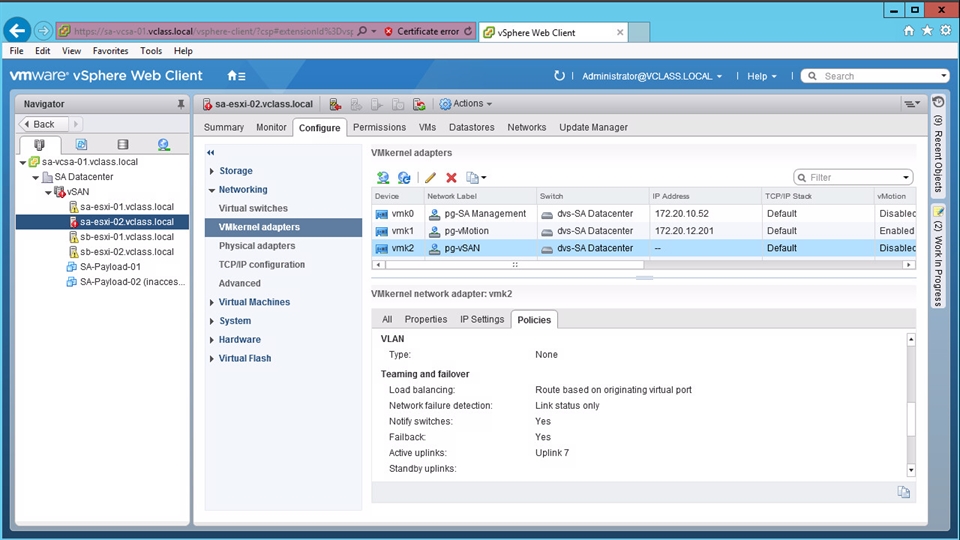 https://sa-vcsa-01.vclass.local/vsphere-client/?csp#extensionId%3Dvsp
Certificate error
vSphere Web Client
File Edit View Favorites Tools Help
vmware® vSphere Web Client
Administrator@VCLASS.LOCAL
Help
Search
Navigator
Back
sa-vcsa-01.vclass.local
SA Datacenter
vSAN
sa-esxi-01.vclass.local
sa-esxi-02.vclass.local
sb-esxi-01.vclass.local
sb-esxi-02.vclass.local
SA-Payload-01
SA-Payload-02 (inacces...
sa-esxi-02.vclass.local
Actions
Summary Monitor Configure Permissions VMs Datastores Networks Update Manager
Storage
Networking
Virtual switches
VMkernel adapters
Physical adapters
TCP/IP configuration
Advanced
Virtual Machines
System
Hardware
Virtual Flash
VMkernel adapters
Filter
Device Network Label Switch IP Address TCP/IP Stack vMotion
vmk0 pg-SA Management dvs-SA Datacenter 172.20.10.52 Default Disabled
vmk1 pg-vMotion dvs-SA Datacenter 172.20.12.201 Default Enabled
vmk2 pg-vSAN dvs-SA Datacenter -- Default Disabled
VMkernel network adapter: vmk2
All Properties IP Settings Policies
VLAN
Type: None
Teaming and failover
Load balancing: Route based on originating virtual port
Network failure detection: Link status only
Notify switches: Yes
Failback: Yes
Active uplinks: Uplink 7
Standby uplinks:
(9) Recent Objects
(2) Work In Progress